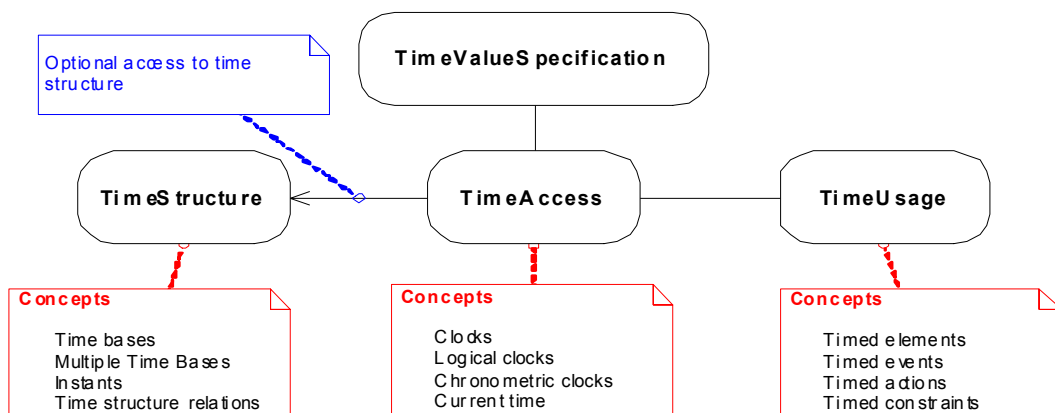 Optional access to time
structure
TimeValueSpecification
TimeStructure
TimeAccess
TimeUsage
Concepts
Time bases
Multiple Time Bases
Instants
Time structure relations
Concepts
Clocks
Logical clocks
Chronometric clocks
Current time
Concepts
Timed elements
Timed events
Timed actions
Timed constraints